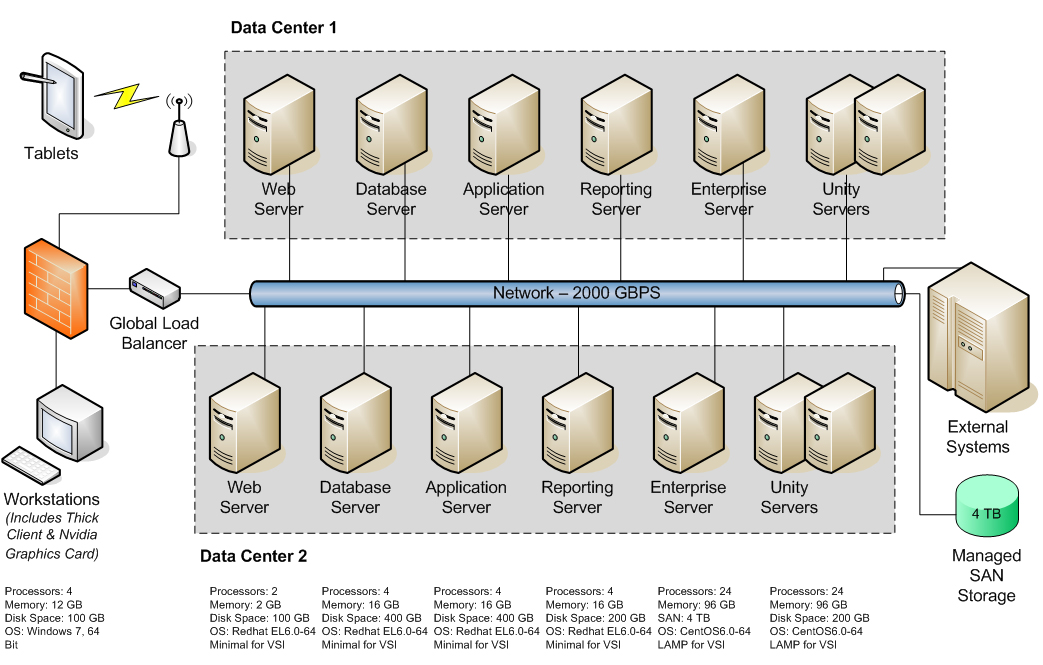 Data Center 1
Tablets
Web
Server
Database
Server
Application
Server
Reporting
Server
Enterprise
Server
Unity
Servers
Network – 2000 GBPS
Global Load
Balancer
External
Systems
Workstations
(Includes Thick
Client & Nvidia
Graphics Card)
Web
Server
Database
Server
Application
Server
Reporting
Server
Enterprise
Server
Unity
Servers
4 TB
Managed
SAN
Storage
Data Center 2
Processors: 4
Memory: 12 GB
Disk Space: 100 GB
OS: Windows 7, 64
Bit
Processors: 2
Memory: 2 GB
Disk Space: 100 GB
OS: Redhat EL6.0-64
Minimal for VSI
Processors: 4
Memory: 16 GB
Disk Space: 400 GB
OS: Redhat EL6.0-64
Minimal for VSI
Processors: 4
Memory: 16 GB
Disk Space: 400 GB
OS: Redhat EL6.0-64
Minimal for VSI
Processors: 4
Memory: 16 GB
Disk Space: 200 GB
OS: Redhat EL6.0-64
Minimal for VSI
Processors: 24
Memory: 96 GB
SAN: 4 TB
OS: CentOS6.0-64
LAMP for VSI
Processors: 24
Memory: 96 GB
Disk Space: 200 GB
OS: CentOS6.0-64
LAMP for VSI